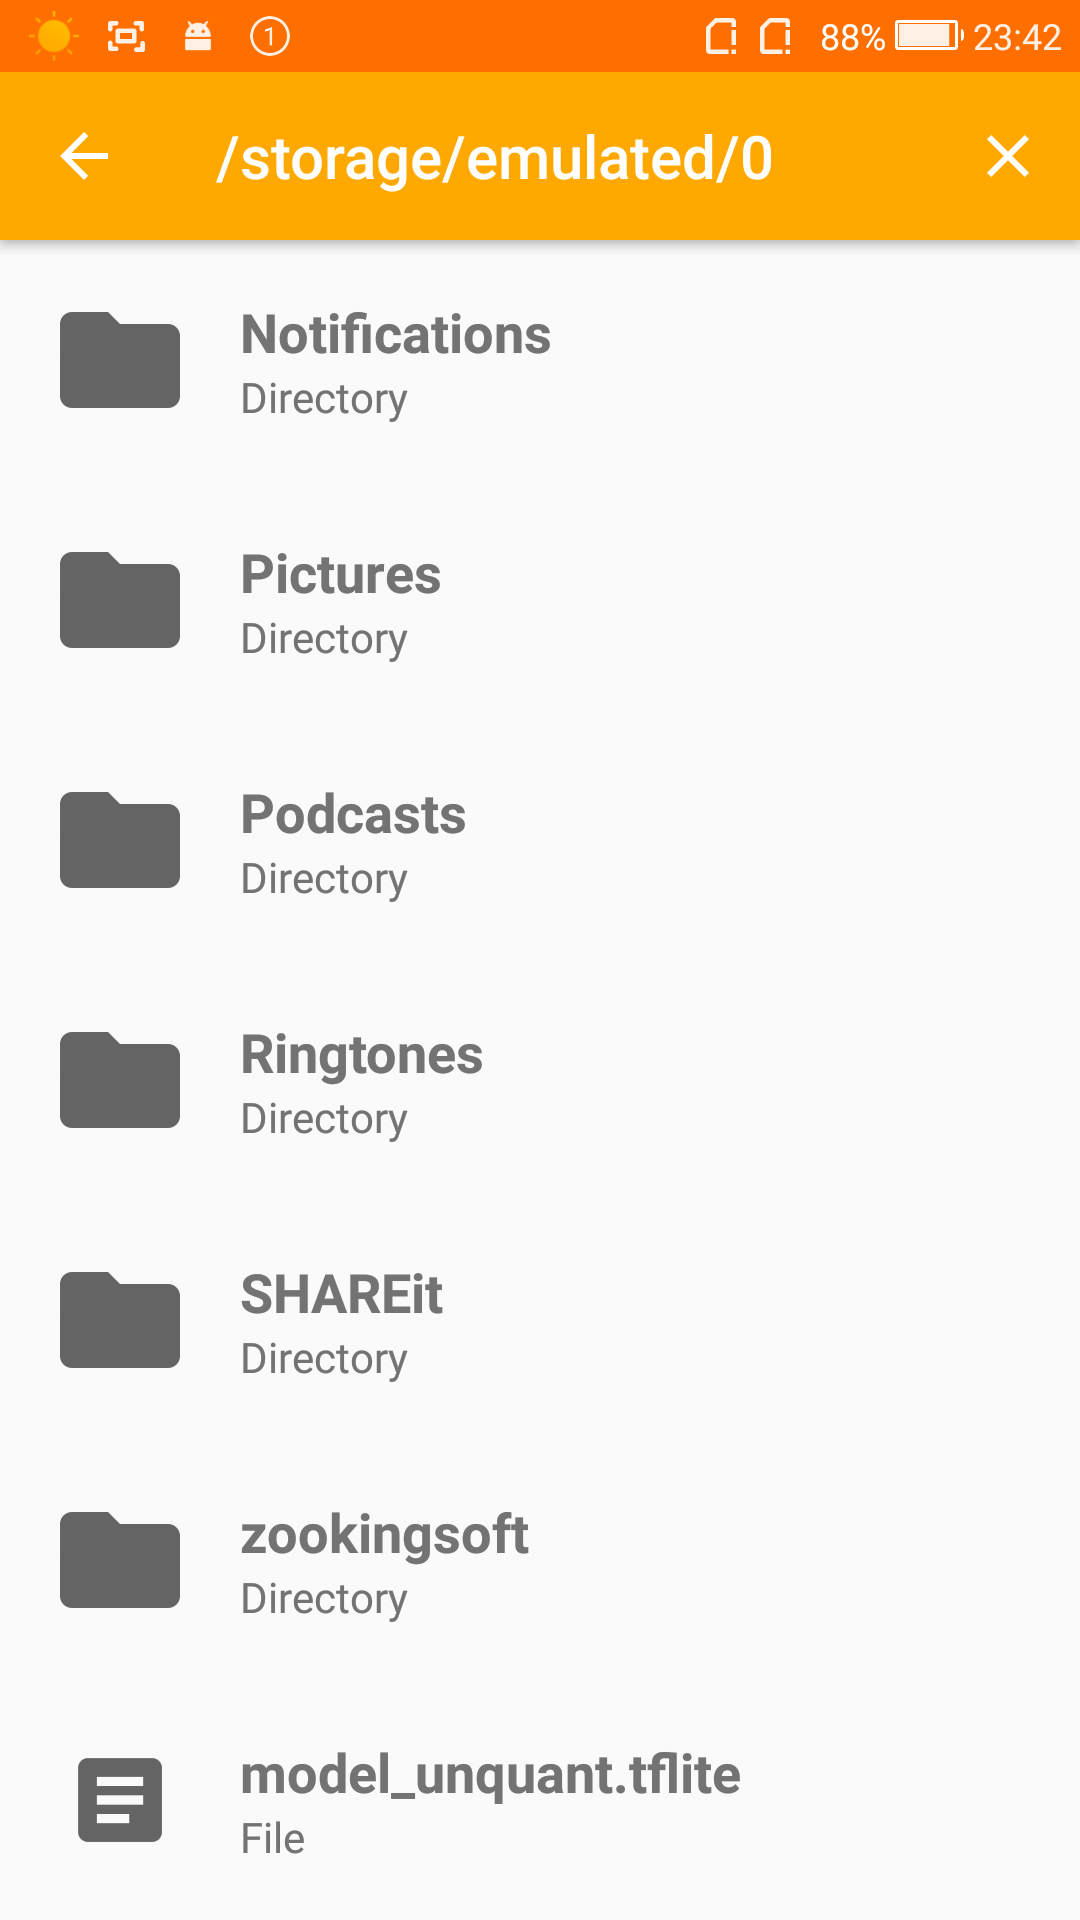 1 88% 23:42
/storage/emulated/0
Notifications
Directory
Pictures
Directory
Podcasts
Directory
Ringtones
Directory
SHAREit
Directory
zookingsoft
Directory
model_unquant.tflite
File